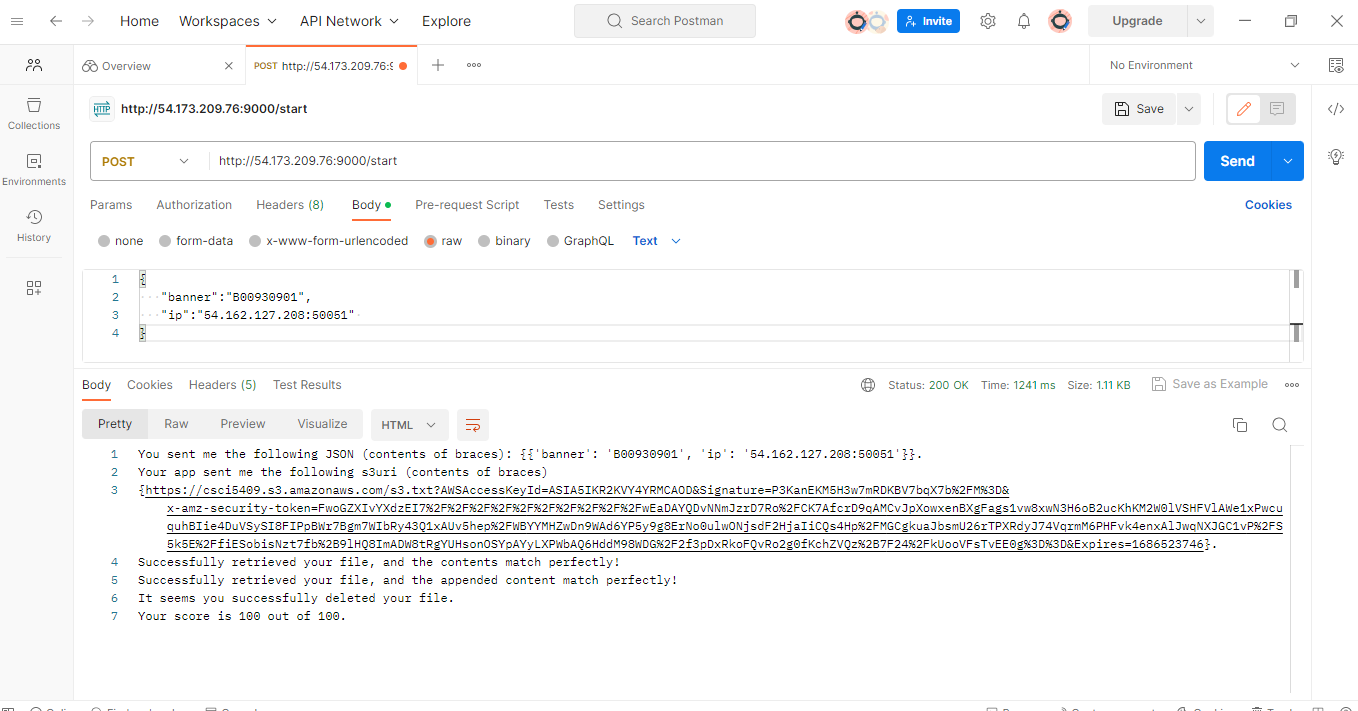 Home Workspaces API Network Explore Search Postman Invite Upgrade
Overview POST http://54.173.209.76:9 No Environment
HTTP http://54.173.209.76:9000/start Save
Collections
Environments
History
POST http://54.173.209.76:9000/start Send
Params Authorization Headers (8) Body Pre-request Script Tests Settings Cookies
none form-data x-www-form-urlencoded raw binary GraphQL Text
1 {
2 "banner":"B00930901",
3 "ip":"54.162.127.208:50051"
4 }
Body Cookies Headers (5) Test Results Status: 200 OK Time: 1241 ms Size: 1.11 KB Save as Example
Pretty Raw Preview Visualize HTML
1 You sent me the following JSON (contents of braces): {{'banner': 'B00930901', 'ip': '54.162.127.208:50051'}}.
2 Your app sent me the following s3uri (contents of braces)
3 {https://csci5409.s3.amazonaws.com/s3.txt?AWSAccessKeyId=ASIA5IKR2KVY4YRMCAOD&Signature=P3KanEKM5H3w7mRDKBV7bqX7b%2FM%3D&
x-amz-security-token=FwoGZXIvYXdzEI7%2F%2F%2F%2F%2F%2F%2F%2F%2F%2FwEaDAYQDvNNmJzrD7Ro%2FCK7AfcrD9qAMCvJpXowxenBXgFags1vw8xwN3H6oB2ucKhKM2W0lVSHFVlAWe1xPwcu
quhBIie4DuVSySI8FIPpBWr7Bgm7WIbRy43Q1xAUv5hep%2FWBYYMHZwDn9WAd6YP5y9g8ErNo0ulwONjsdF2HjaIiCQs4Hp%2FMGCgkuaJbsmU26rTPXRdyJ74VqrmM6PHFvk4enxAlJwqNXJGC1vP%2FS
5k5E%2FfiESobisNzt7fb%2B9lHQ8ImADW8tRgYUHsonOSYpAYyLXPWbAQ6HddM98WDG%2F2f3pDxRkoFQvRo2g0fKchZVQz%2B7F24%2FkUooVFsTvEE0g%3D%3D&Expires=1686523746}.
4 Successfully retrieved your file, and the contents match perfectly!
5 Successfully retrieved your file, and the appended content match perfectly!
6 It seems you successfully deleted your file.
7 Your score is 100 out of 100.